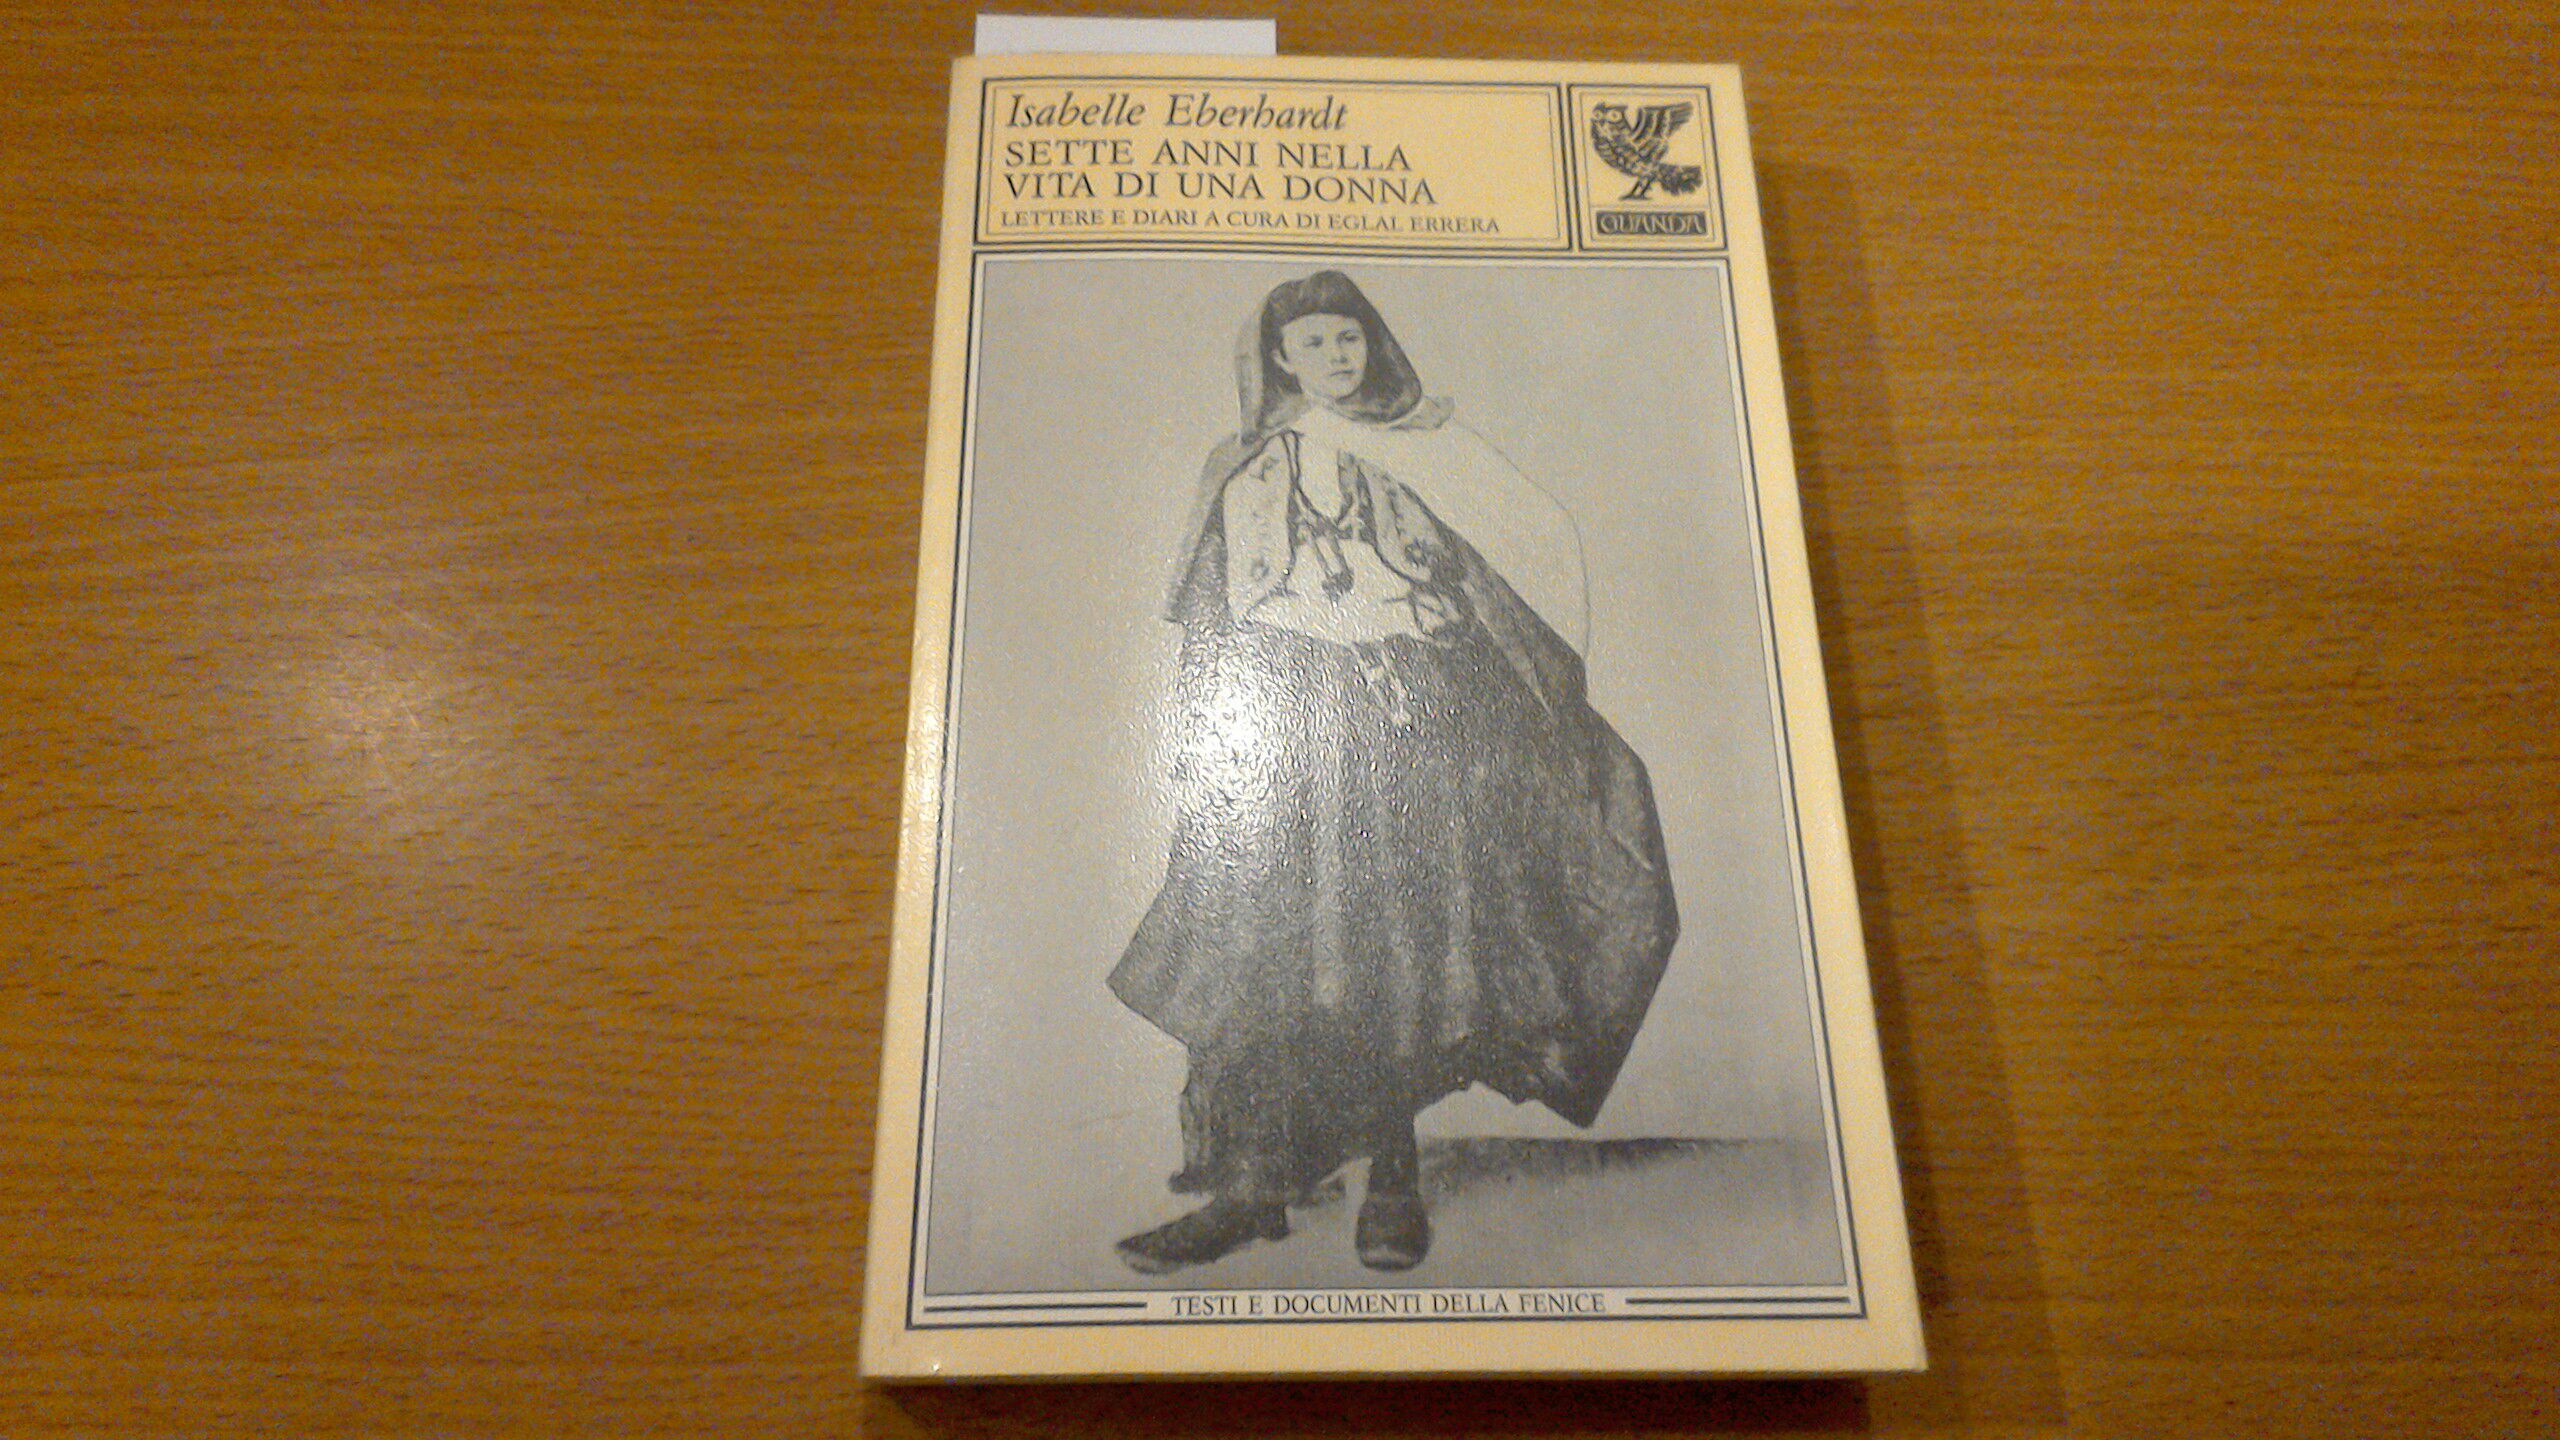 Isabelle Eberhardt
SETTE ANNI NELLA
VITA DI UNA DONNA
LETTERE E DIARI A CURA DI EGLAL ERRERA
GUANDA
TESTI E DOCUMENTI DELLA FENICE